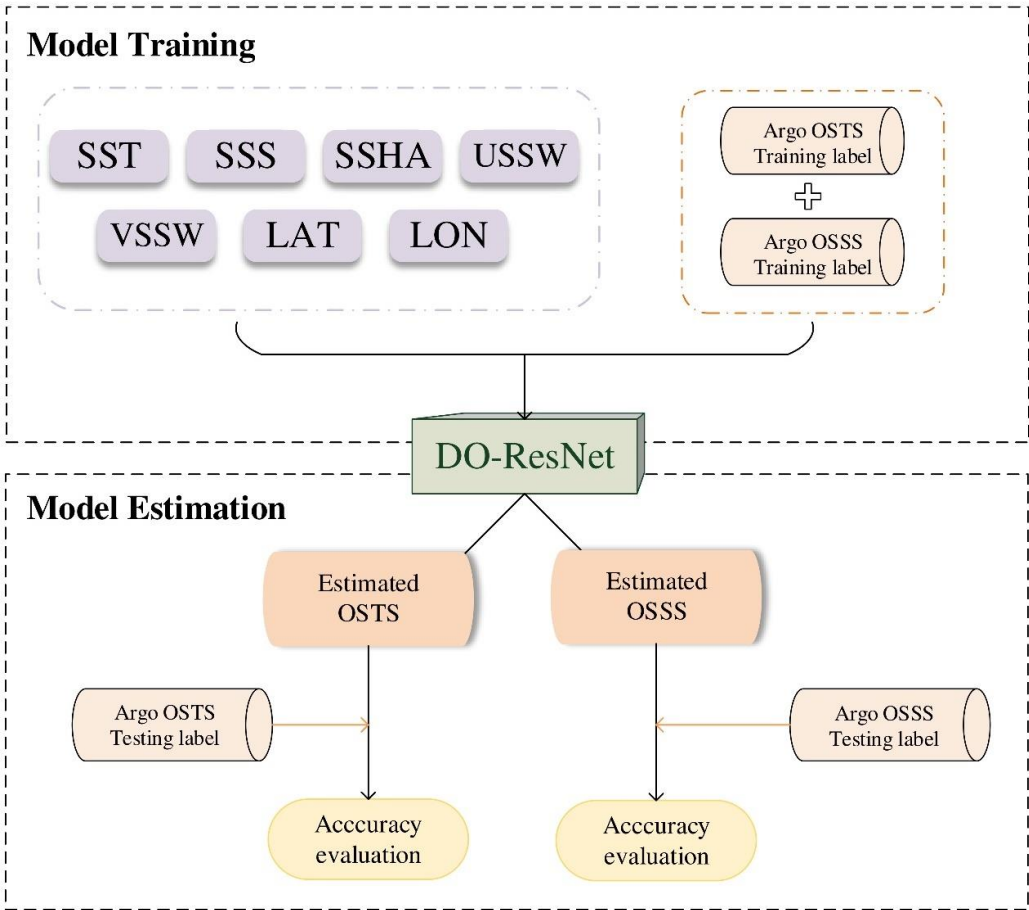 Model Training
SST
SSS
SSHA
USSW
VSSW
LAT
LON
Argo OSTS
Training label
Argo OSSS
Training label
DO-ResNet
Model Estimation
Estimated
OSTS
Estimated
OSSS
Argo OSTS
Testing label
Argo OSSS
Testing label
Acccuracy
evaluation
Acccuracy
evaluation